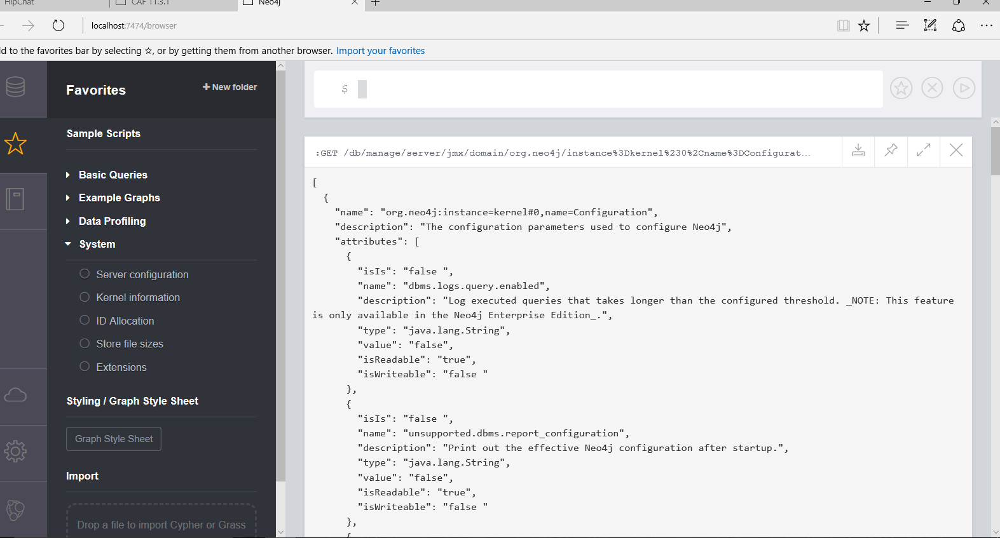 HipChat
CAF 11.3.1
Neo4j
localhost:7474/browser
d to the favorites bar by selecting ☆, or by getting them from another browser. Import your favorites
Favorites
+ New folder
Sample Scripts
Basic Queries
Example Graphs
Data Profiling
System
Server configuration
Kernel information
ID Allocation
Store file sizes
Extensions
Styling / Graph Style Sheet
Graph Style Sheet
Import
Drop a file to import Cypher or Grass
$
:GET /db/manage/server/jmx/domain/org.neo4j/instance%3Dkernel%230%2Cname%3DConfigurat...
[
{
"name": "org.neo4j:instance=kernel#0,name=Configuration",
"description": "The configuration parameters used to configure Neo4j",
"attributes": [
{
"isIs": "false ",
"name": "dbms.logs.query.enabled",
"description": "Log executed queries that takes longer than the configured threshold. _NOTE: This feature
is only available in the Neo4j Enterprise Edition_.",
"type": "java.lang.String",
"value": "false",
"isReadable": "true",
"isWriteable": "false "
},
{
"isIs": "false ",
"name": "unsupported.dbms.report_configuration",
"description": "Print out the effective Neo4j configuration after startup.",
"type": "java.lang.String",
"value": "false",
"isReadable": "true",
"isWriteable": "false "
},
{